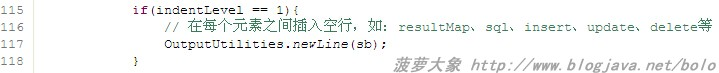 115 if(indentLevel == 1){
116 // 在每个元素之间插入空行，如：resultMap、sql、insert、update、delete等
117 OutputUtilities.newLine(sb);
118 }
菠萝大象 http://www.blogjava.net/bolo